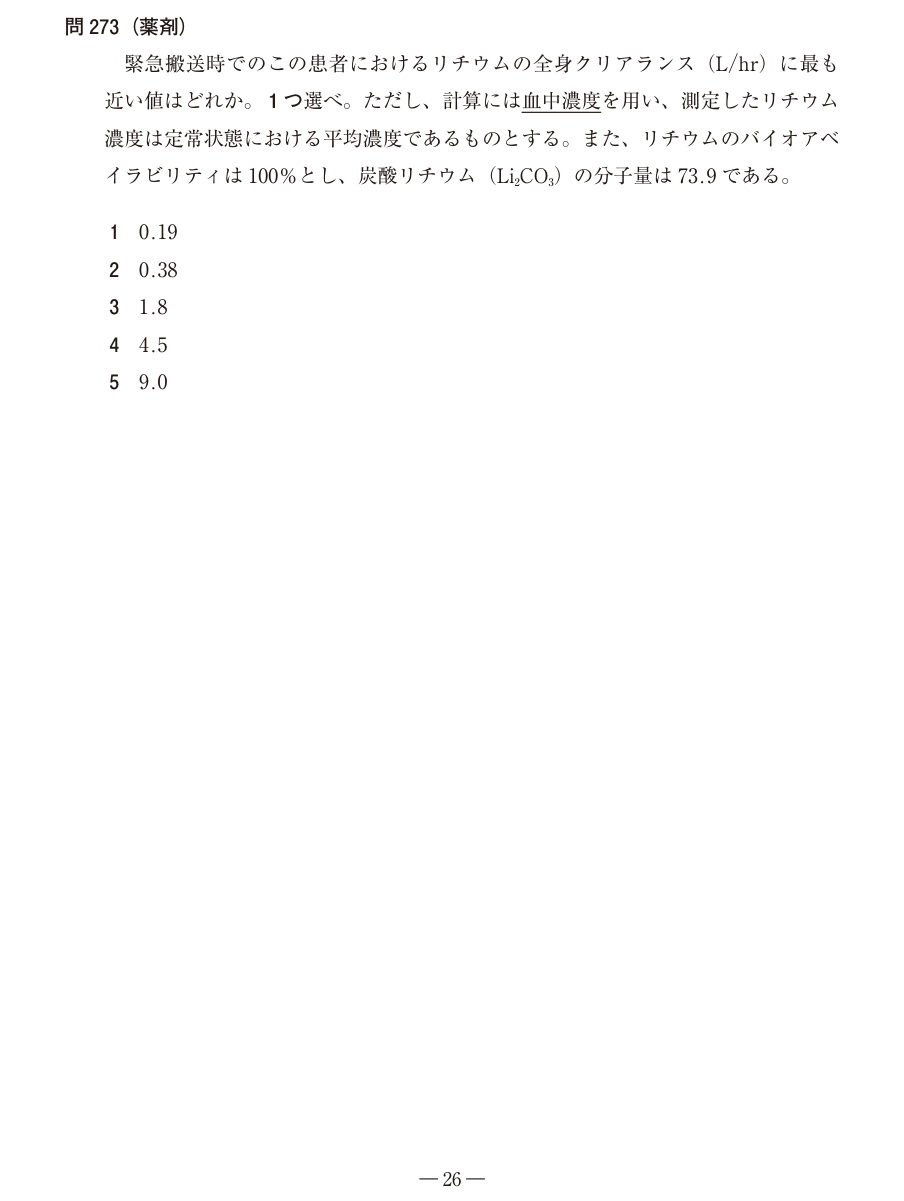 問 273（薬剤）
緊急搬送時でのこの患者におけるリチウムの全身クリアランス（L/hr）に最も
近い値はどれか。1つ選べ。ただし、計算には血中濃度を用い、測定したリチウム
濃度は定常状態における平均濃度であるものとする。また、リチウムのバイオアベ
イラビリティは 100％とし、炭酸リチウム（Li₂CO₃）の分子量は 73.9 である。
1 0.19
2 0.38
3 1.8
4 4.5
5 9.0
— 26 —